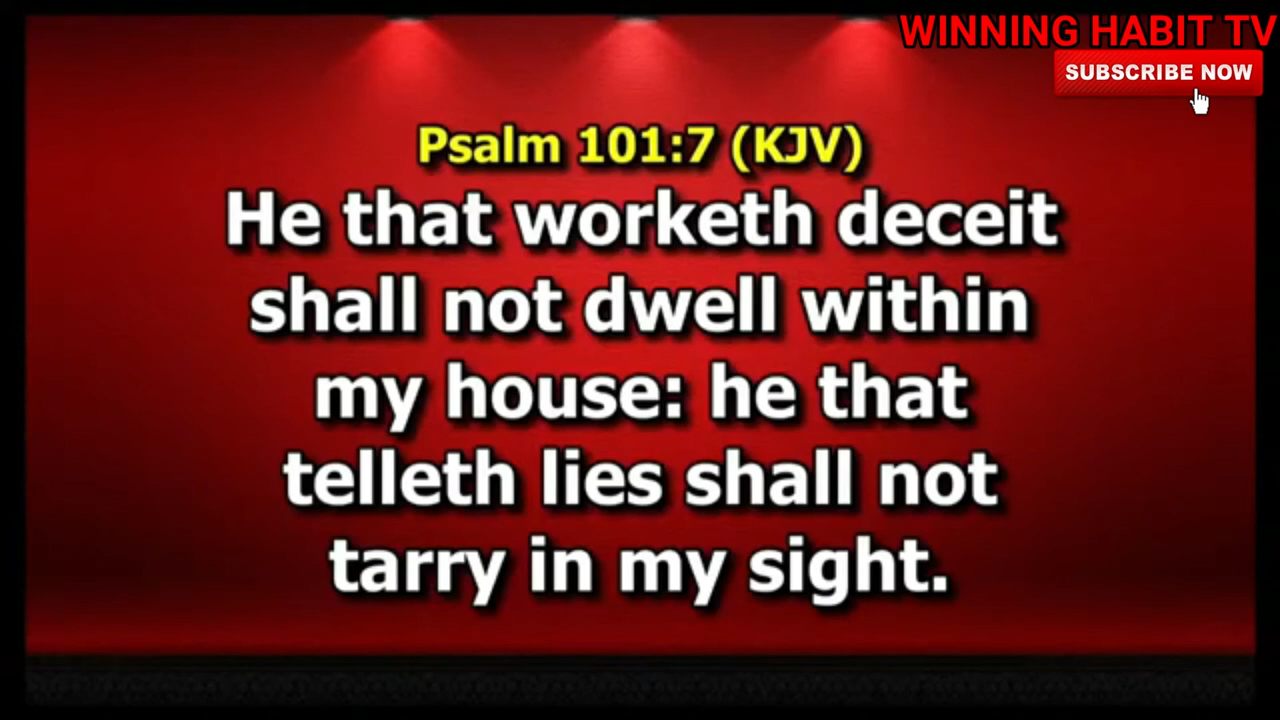 WINNING HABIT TV
SUBSCRIBE NOW
Psalm 101:7 (KJV)
He that worketh deceit
shall not dwell within
my house: he that
telleth lies shall not
tarry in my sight.